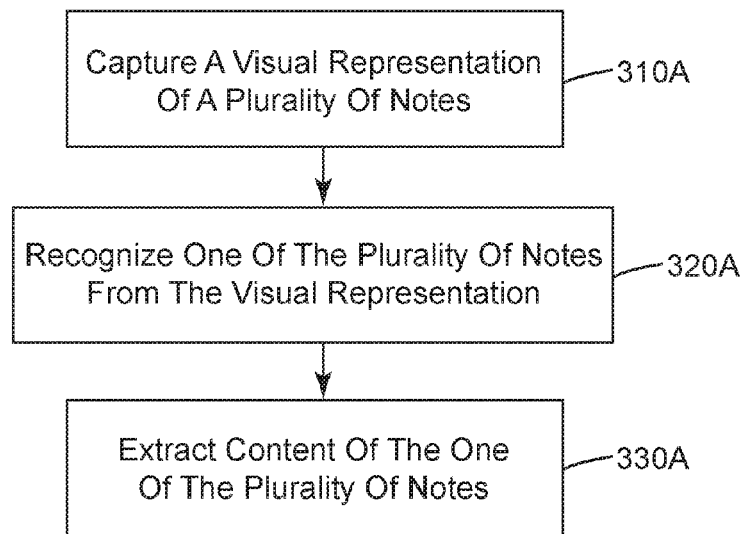 Capture A Visual Representation
Of A Plurality Of Notes
310A
Recognize One Of The Plurality Of Notes
From The Visual Representation
320A
Extract Content Of The One
Of The Plurality Of Notes
330A